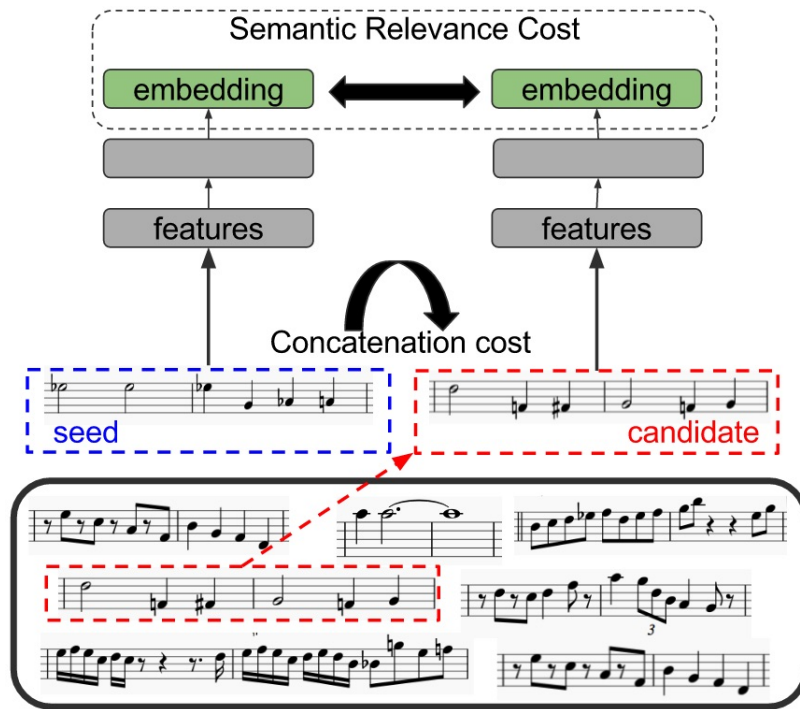 Semantic Relevance Cost
embedding
embedding
features
features
Concatenation cost
seed
candidate
3